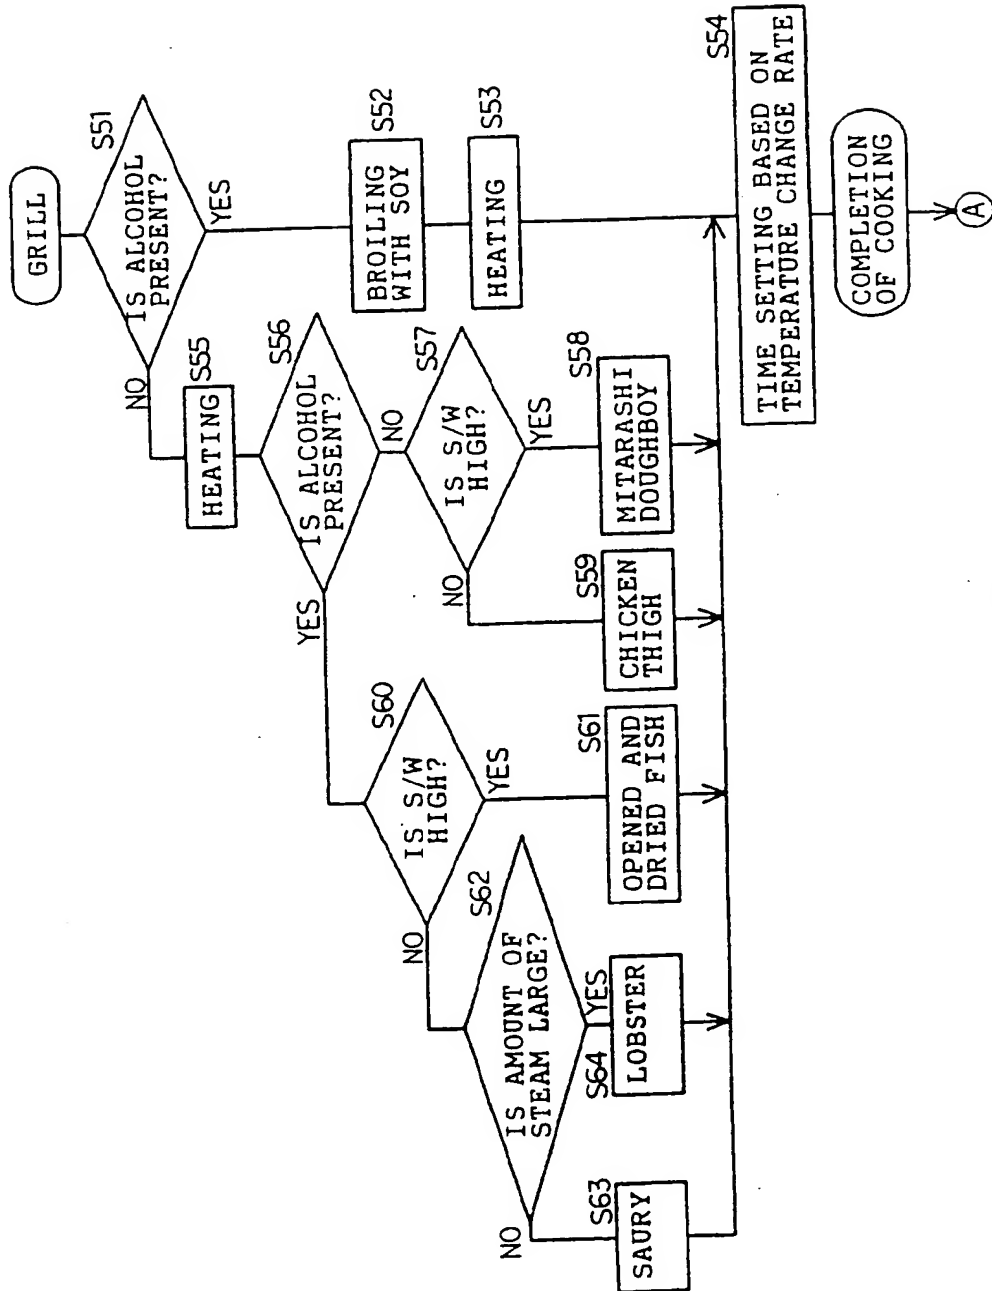 GRILL
S51
IS ALCOHOL
PRESENT?
NO
YES
S52
BROILING
WITH SOY
S53
HEATING
S55
HEATING
S56
IS ALCOHOL
PRESENT?
YES
NO
S57
IS S/W
HIGH?
NO
YES
S58
MITARASHI
DOUGHBOY
S59
CHICKEN
THIGH
S60
IS S/W
HIGH?
NO
YES
S61
OPENED AND
DRIED FISH
S62
IS AMOUNT OF
STEAM LARGE?
NO
YES
S64
LOBSTER
S63
SAURY
S54
TIME SETTING BASED ON
TEMPERATURE CHANGE RATE
COMPLETION
OF COOKING
A